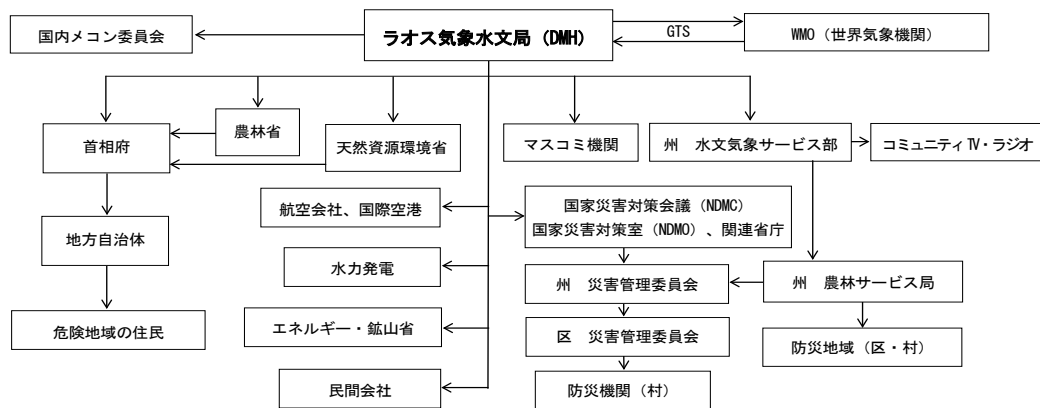 国内メコン委員会
ラオス気象水文局（DMH）
GTS
WMO（世界気象機関）
首相府
農林省
天然資源環境省
マスコミ機関
州　水文気象サービス部
コミュニティTV・ラジオ
航空会社、国際空港
国家災害対策会議（NDMC）
国家災害対策室（NDMO）、関連省庁
地方自治体
水力発電
州　災害管理委員会
州　農林サービス局
危険地域の住民
エネルギー・鉱山省
区　災害管理委員会
防災地域（区・村）
民間会社
防災機関（村）